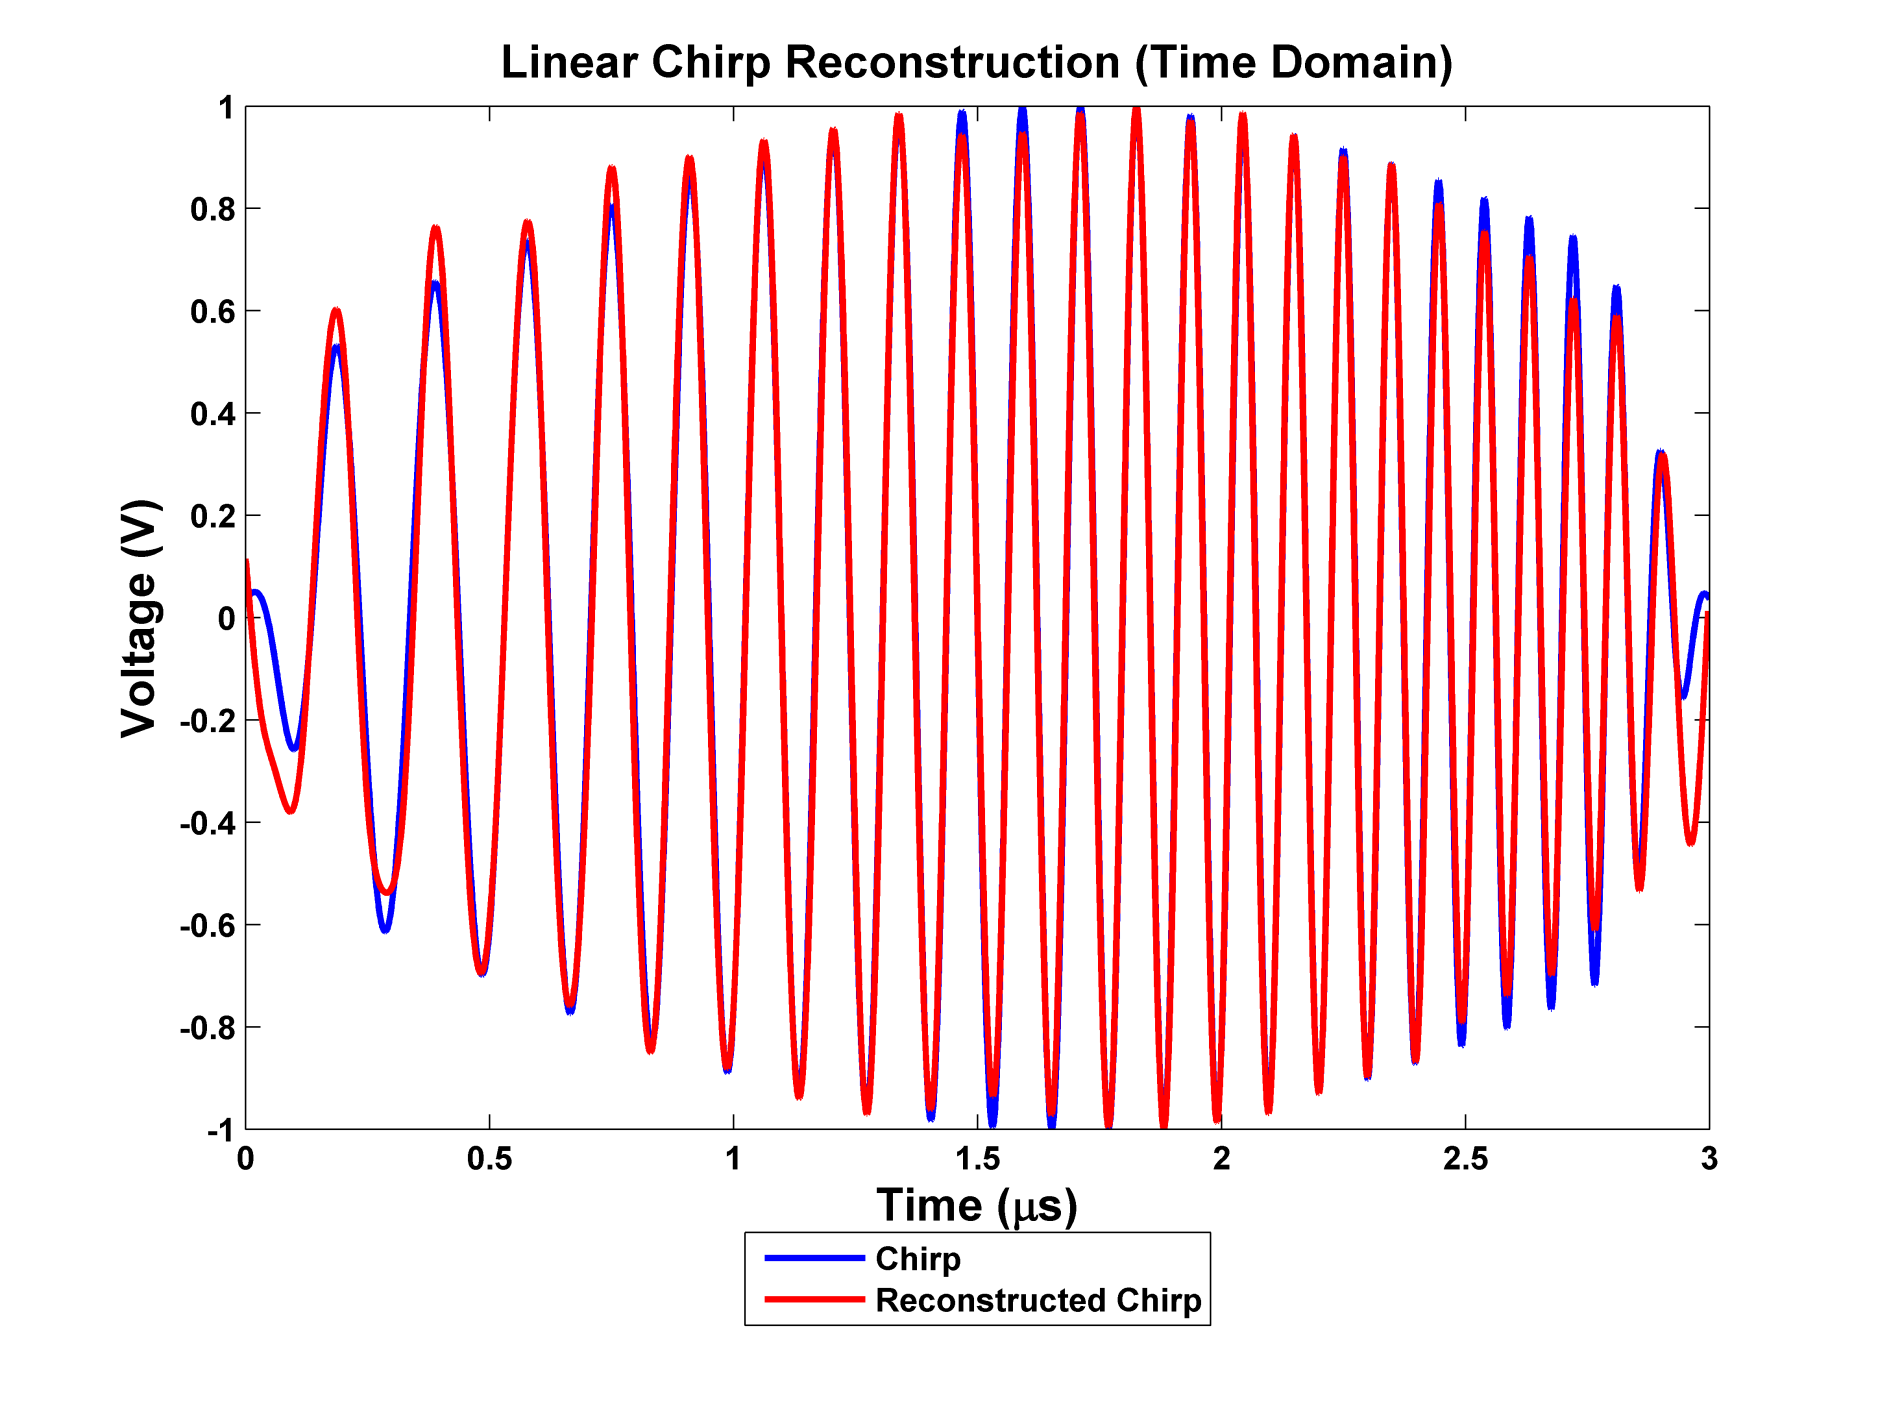 Linear Chirp Reconstruction (Time Domain)
1
0.8
0.6
0.4
0.2
0
-0.2
-0.4
-0.6
-0.8
-1
Voltage (V)
0 0.5 1 1.5 2 2.5 3
Time (μs)
Chirp
Reconstructed Chirp